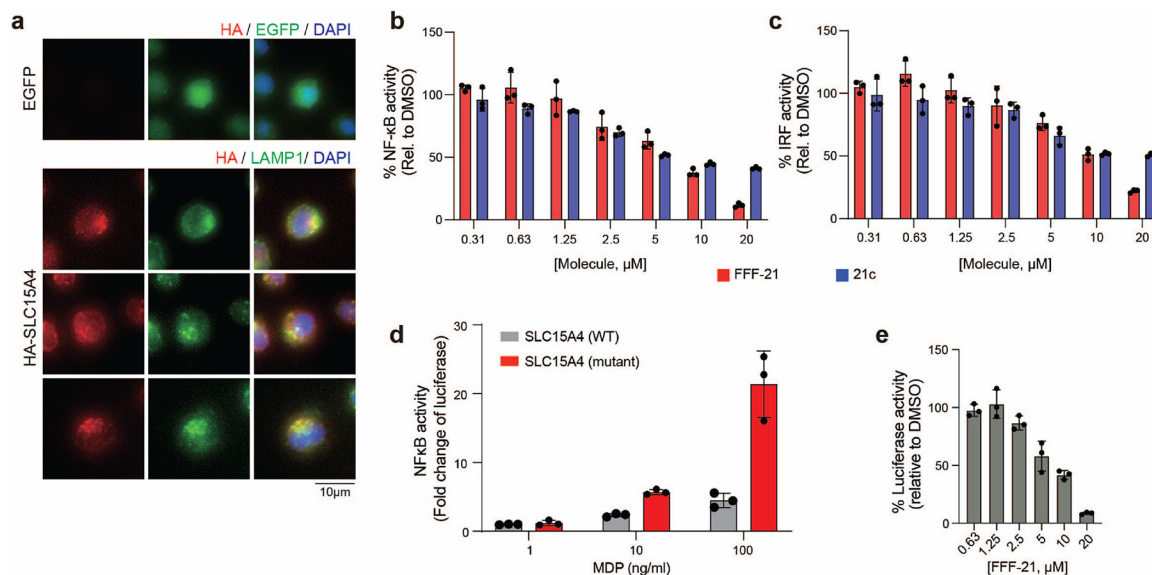 a
HA / EGFP / DAPI
EGFP
HA / LAMP1/ DAPI
HA-SLC15A4
10µm
b
% NF-κB activity
(Rel. to DMSO)
150
100
50
0
0.31 0.63 1.25 2.5 5 10 20
[Molecule, µM]
c
% IRF activity
(Rel. to DMSO)
150
100
50
0
0.31 0.63 1.25 2.5 5 10 20
[Molecule, µM]
FFF-21 21c
d
NFκB activity
(Fold change of luciferase)
30
20
10
0
SLC15A4 (WT)
SLC15A4 (mutant)
1 10 100
MDP (ng/ml)
e
% Luciferase activity
(relative to DMSO)
150
100
50
0
0.63 1.25 2.5 5 10 20
[FFF-21, µM]